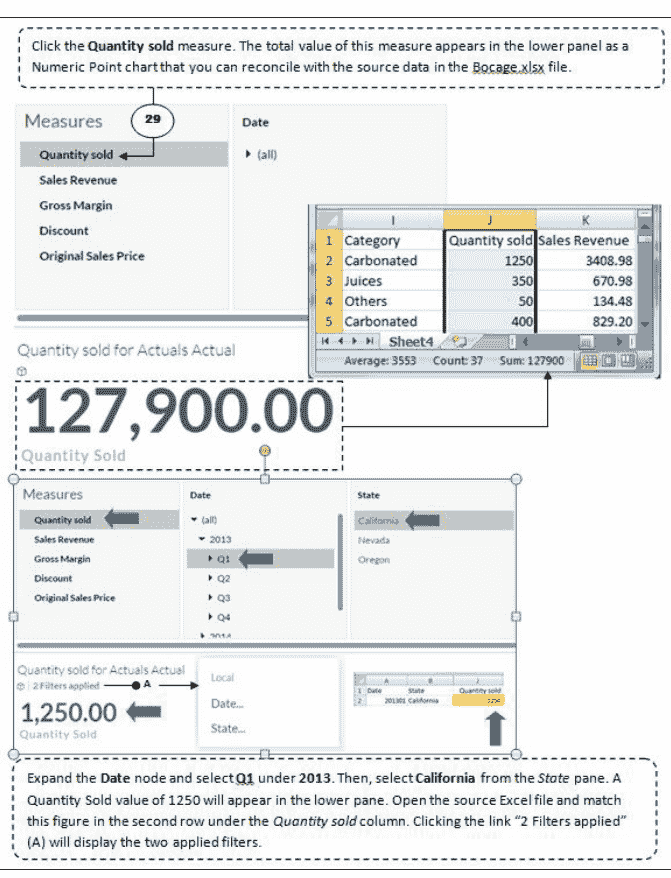 Click the Quantity sold measure. The total value of this measure appears in the lower panel as a
Numeric Point chart that you can reconcile with the source data in the Bocage.xlsx file.
Measures
29
Date
Quantity sold
(all)
Sales Revenue
Gross Margin
Discount
Original Sales Price
I J K
1 Category Quantity sold Sales Revenue
2 Carbonated 1250 3408.98
3 Juices 350 670.98
4 Others 50 134.48
5 Carbonated 400 829.20
Sheet4
Average: 3553 Count: 37 Sum: 127900
Quantity sold for Actuals Actual
127,900.00
Quantity Sold
Measures
Date
State
Quantity sold
(all)
California
Sales Revenue
2013
Nevada
Gross Margin
Q1
Oregon
Discount
Q2
Original Sales Price
Q3
Q4
2014
Quantity sold for Actuals Actual
2 Filters applied
A
1,250.00
Quantity Sold
Local
Date...
State...
A B J
1 Date State Quantity sold
2 201301 California
Expand the Date node and select Q1 under 2013. Then, select California from the State pane. A
Quantity Sold value of 1250 will appear in the lower pane. Open the source Excel file and match
this figure in the second row under the Quantity sold column. Clicking the link “2 Filters applied”
(A) will display the two applied filters.